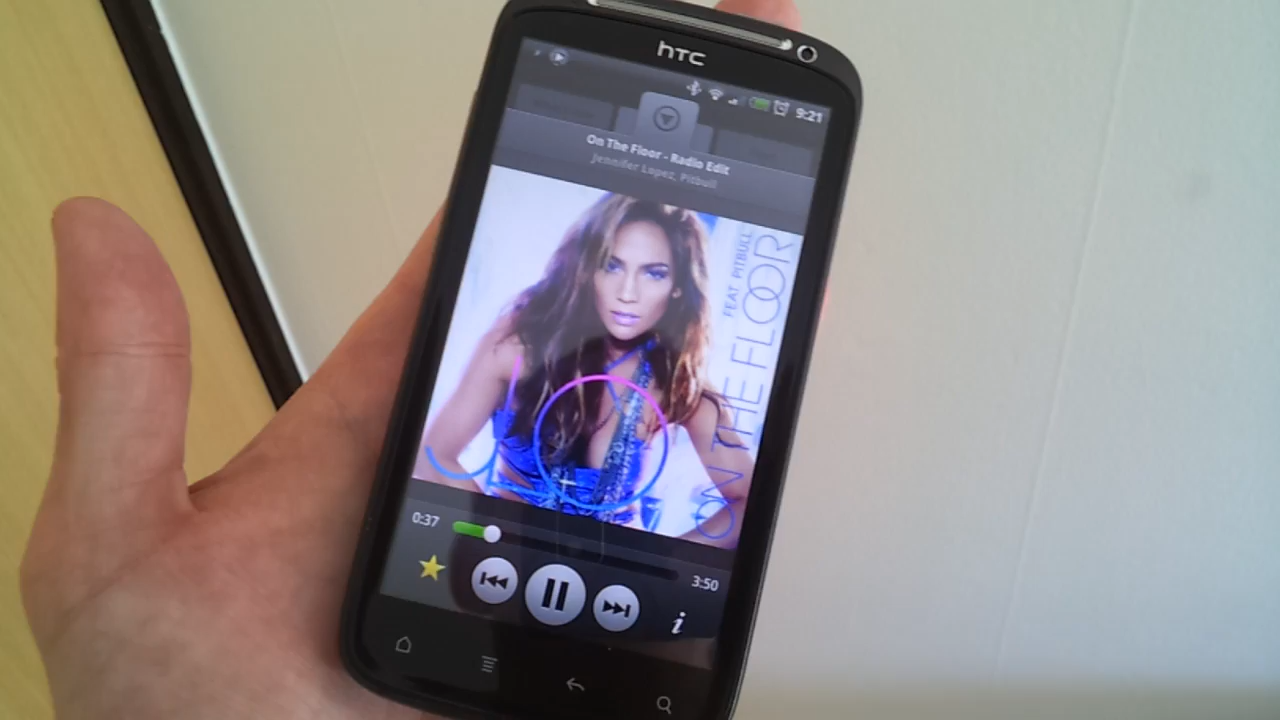 hTC
9:21
On The Floor - Radio Edit
Jennifer Lopez, Pitbull
FEAT PITBULL
ON THE FLOOR
0:37
3:50
i